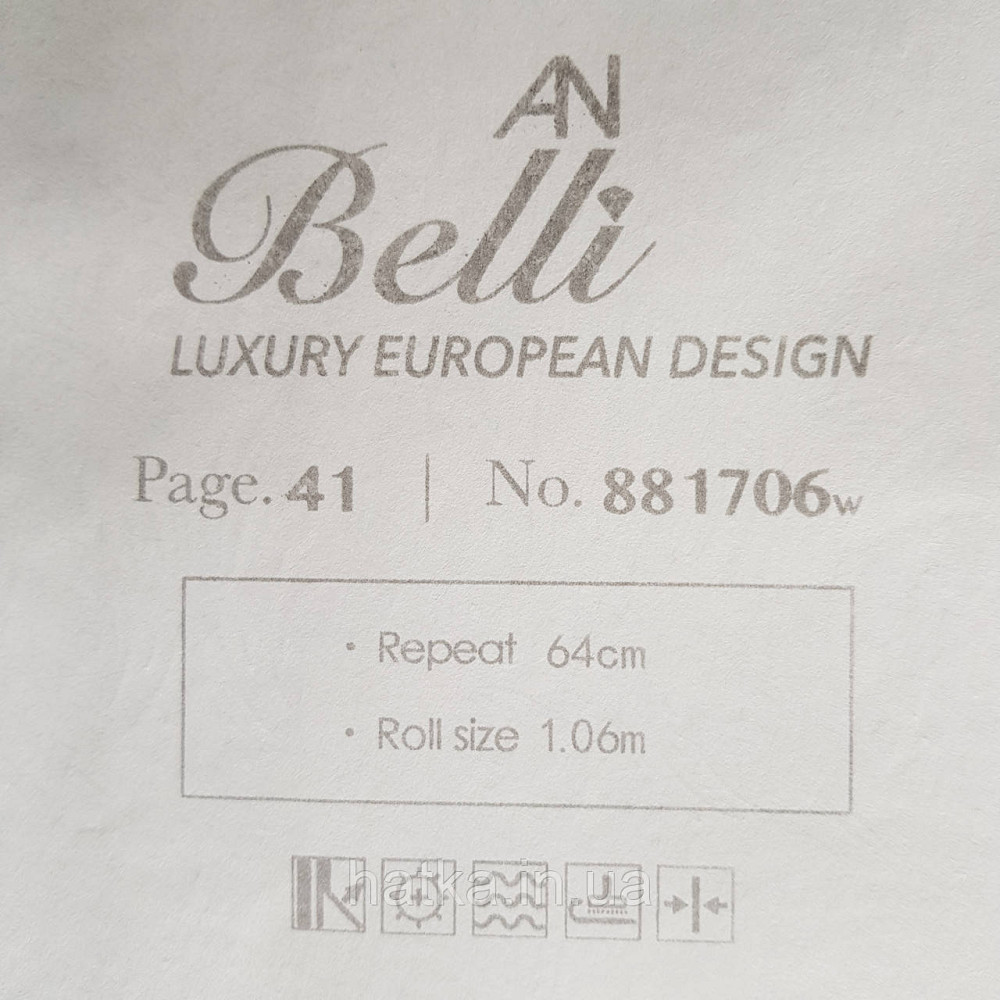 AN
Belli
LUXURY EUROPEAN DESIGN
Page. 41 | No. 881706w
• Repeat 64cm
• Roll size 1.06m
hatka.in.ua